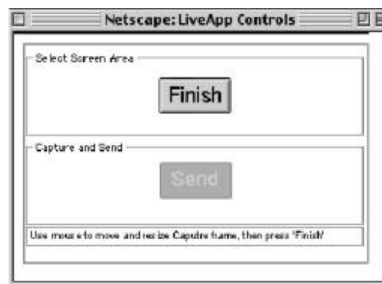 Netscape: LiveApp Controls
Select Screen Area
Finish
Capture and Send
Send
Use mouse to move and resize Caputre frame, then press 'Finish'